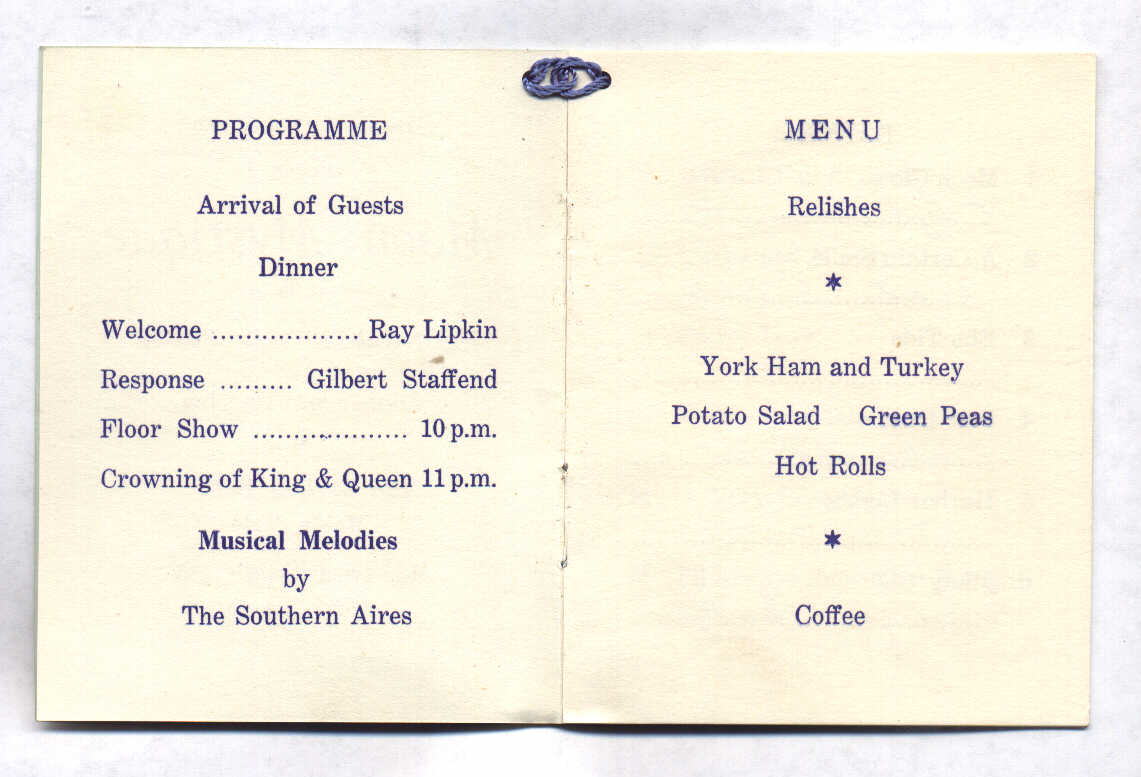 PROGRAMME
Arrival of Guests
Dinner
Welcome .................. Ray Lipkin
Response ......... Gilbert Staffend
Floor Show ................... 10 p.m.
Crowning of King & Queen 11 p.m.
Musical Melodies
by
The Southern Aires
MENU
Relishes
*
York Ham and Turkey
Potato Salad Green Peas
Hot Rolls
*
Coffee